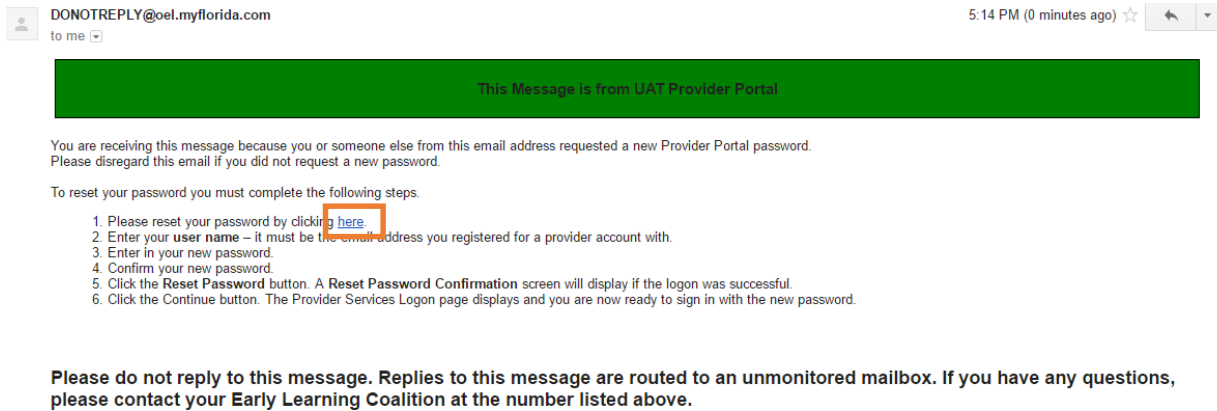 DONOTREPLY@oel.myflorida.com 5:14 PM (0 minutes ago)
to me
This Message is from UAT Provider Portal
You are receiving this message because you or someone else from this email address requested a new Provider Portal password.
Please disregard this email if you did not request a new password.
To reset your password you must complete the following steps.
1. Please reset your password by clicking here.
2. Enter your user name – it must be the email address you registered for a provider account with.
3. Enter in your new password.
4. Confirm your new password.
5. Click the Reset Password button. A Reset Password Confirmation screen will display if the logon was successful.
6. Click the Continue button. The Provider Services Logon page displays and you are now ready to sign in with the new password.
Please do not reply to this message. Replies to this message are routed to an unmonitored mailbox. If you have any questions,
please contact your Early Learning Coalition at the number listed above.